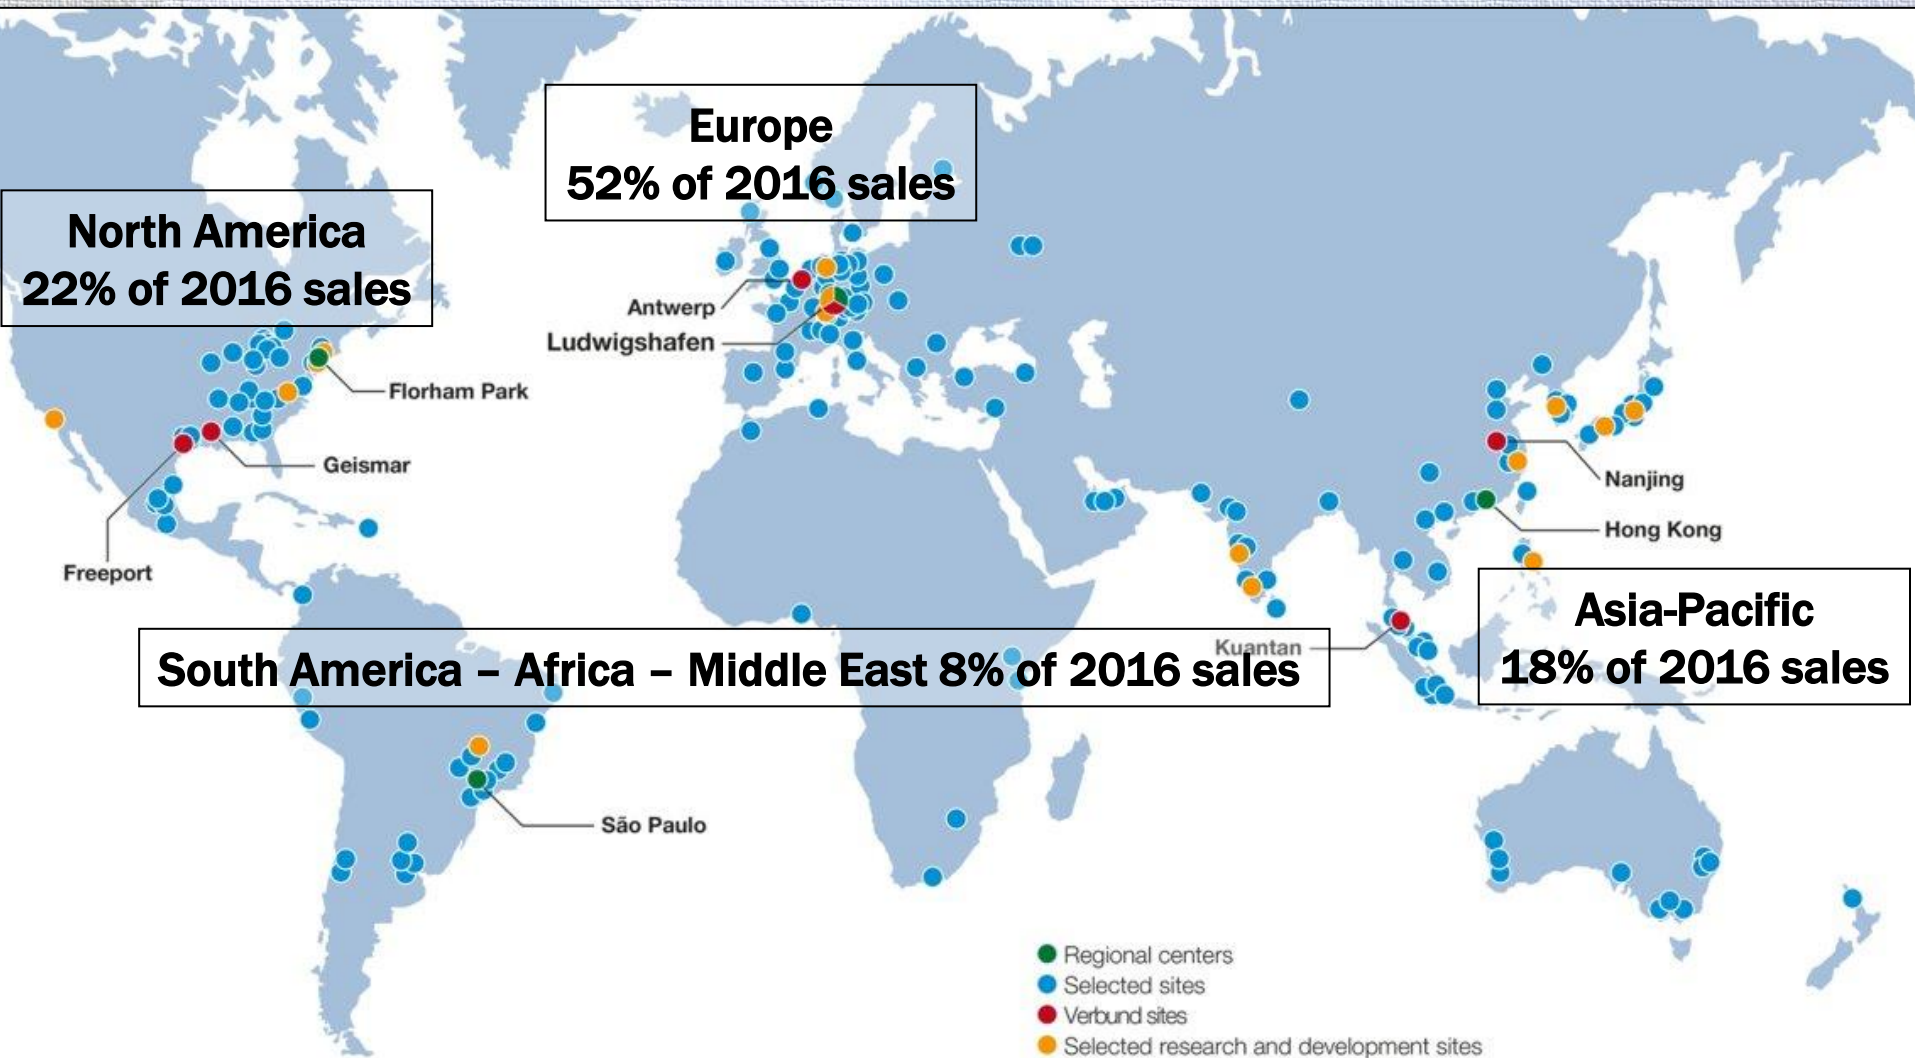 Europe
52% of 2016 sales
North America
22% of 2016 sales
Antwerp
Ludwigshafen
Florham Park
Geismar
Freeport
Nanjing
Hong Kong
Asia-Pacific
18% of 2016 sales
Kuantan
South America – Africa – Middle East 8% of 2016 sales
São Paulo
Regional centers
Selected sites
Verbund sites
Selected research and development sites